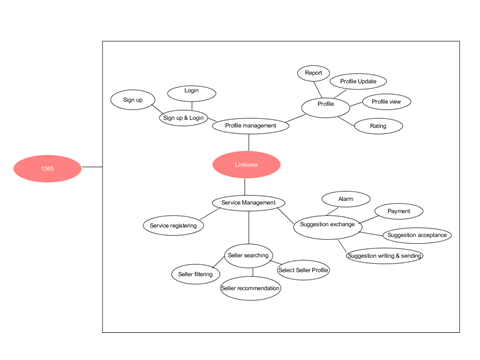 Report
Profile Update
Login
Sign up
Profile view
Profile
Sign up & Login
Profile management
Rating
1365
LinKorea
Alarm
Service Management
Payment
Service registering
Suggestion exchange
Suggestion acceptance
Seller searching
Suggestion writing & sending
Seller filtering
Select Seller Profile
Seller recommendation